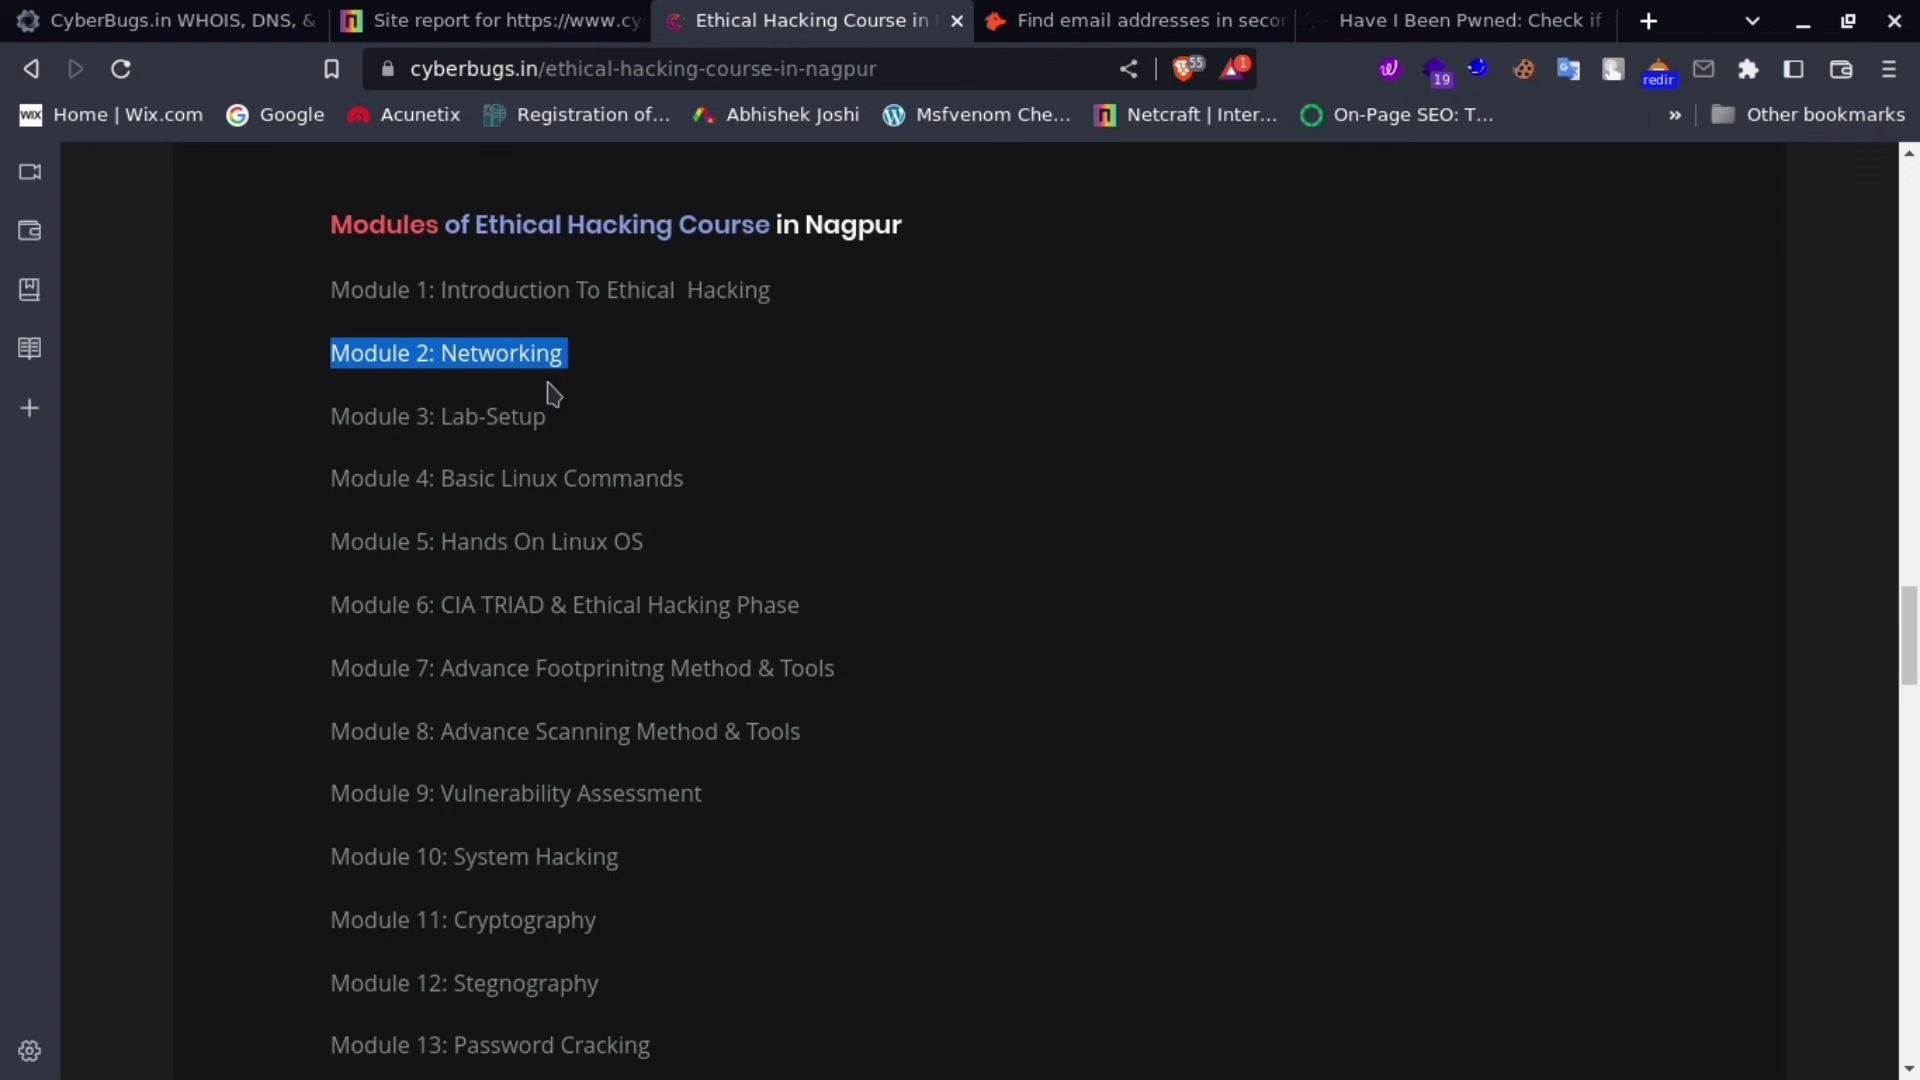 CyberBugs.in WHOIS, DNS, &
Site report for https://www.cy
Ethical Hacking Course in
Find email addresses in seco
Have I Been Pwned: Check if
cyberbugs.in/ethical-hacking-course-in-nagpur
55
1
19
redir
Home | Wix.com
Google
Acunetix
Registration of...
Abhishek Joshi
Msfvenom Che...
Netcraft | Inter...
On-Page SEO: T...
Other bookmarks
Modules of Ethical Hacking Course in Nagpur
Module 1: Introduction To Ethical  Hacking
Module 2: Networking
Module 3: Lab-Setup
Module 4: Basic Linux Commands
Module 5: Hands On Linux OS
Module 6: CIA TRIAD & Ethical Hacking Phase
Module 7: Advance Footprinitng Method & Tools
Module 8: Advance Scanning Method & Tools
Module 9: Vulnerability Assessment
Module 10: System Hacking
Module 11: Cryptography
Module 12: Stegnography
Module 13: Password Cracking